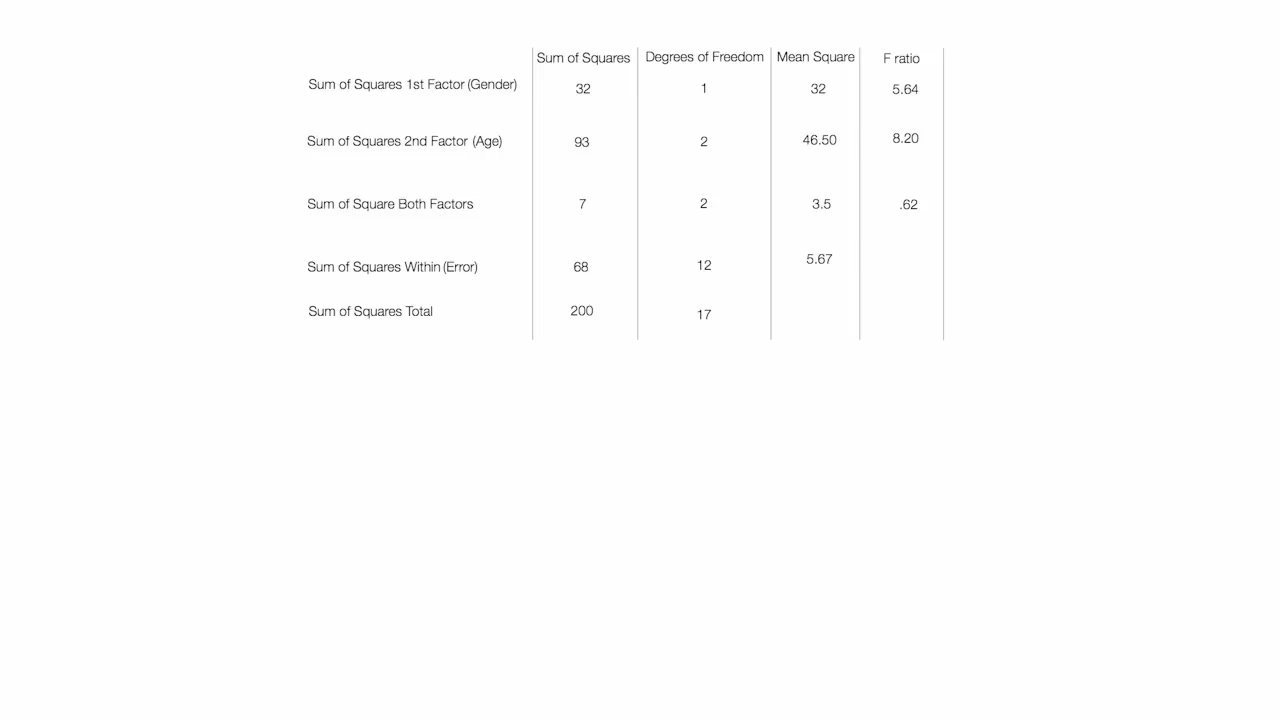 Sum of Squares Degrees of Freedom Mean Square F ratio
Sum of Squares 1st Factor (Gender) 32 1 32 5.64
Sum of Squares 2nd Factor (Age) 93 2 46.50 8.20
Sum of Square Both Factors 7 2 3.5 .62
Sum of Squares Within (Error) 68 12 5.67
Sum of Squares Total 200 17